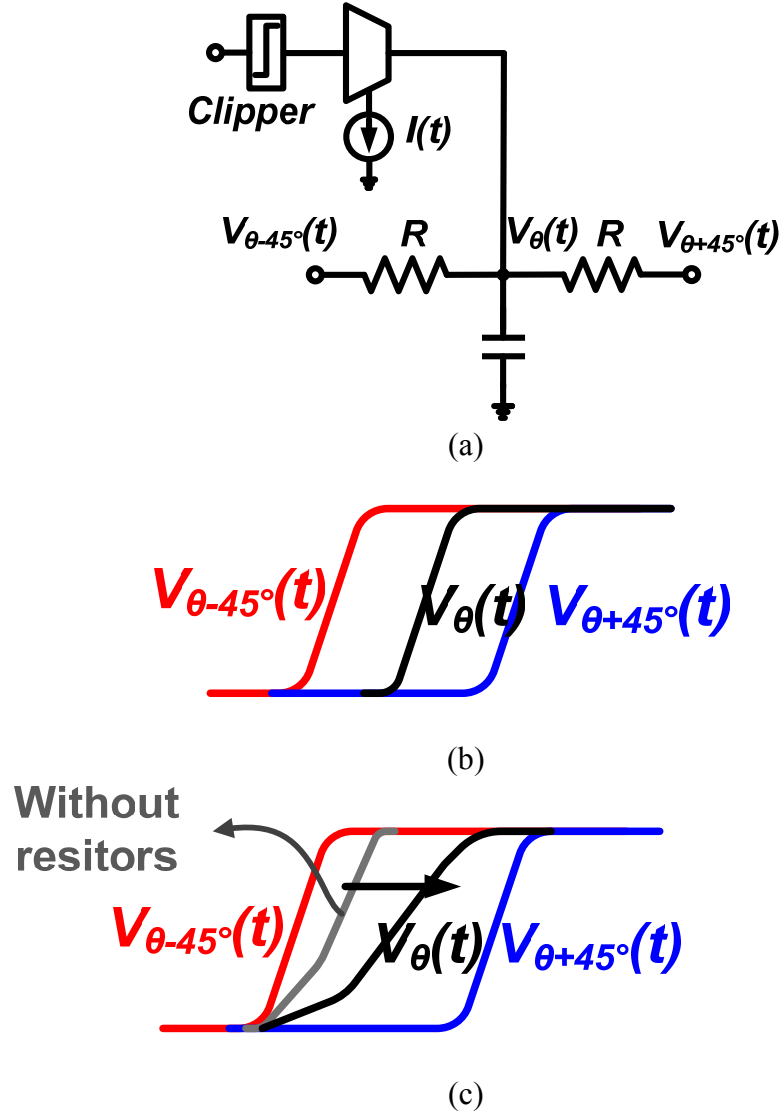 Clipper
I(t)
Vθ-45°(t) R Vθ(t) R Vθ+45°(t)
(a)
Vθ-45°(t) Vθ(t) Vθ+45°(t)
(b)
Without
resitors
Vθ-45°(t) Vθ(t) Vθ+45°(t)
(c)